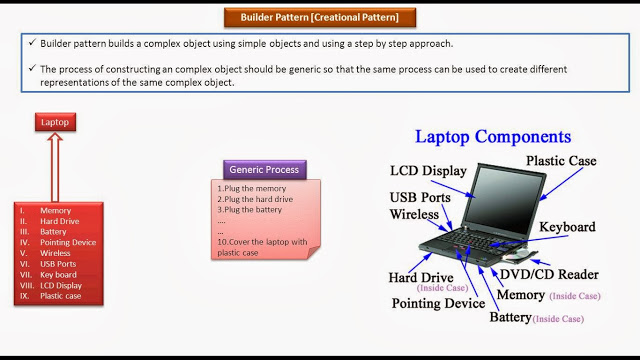 Builder Pattern [Creational Pattern]
✓ Builder pattern builds a complex object using simple objects and using a step by step approach.
✓ The process of constructing an complex object should be generic so that the same process can be used to create different
representations of the same complex object.
Laptop
I. Memory
II. Hard Drive
III. Battery
IV. Pointing Device
V. Wireless
VI. USB Ports
VII. Key board
VIII. LCD Display
IX. Plastic case
Generic Process
1.Plug the memory
2.Plug the hard drive
3.Plug the battery
....
...
10.Cover the laptop with
plastic case
Laptop Components
LCD Display
Plastic Case
USB Ports
Wireless
Keyboard
Hard Drive
(Inside Case)
DVD/CD Reader
Pointing Device
Memory (Inside Case)
Battery(Inside Case)